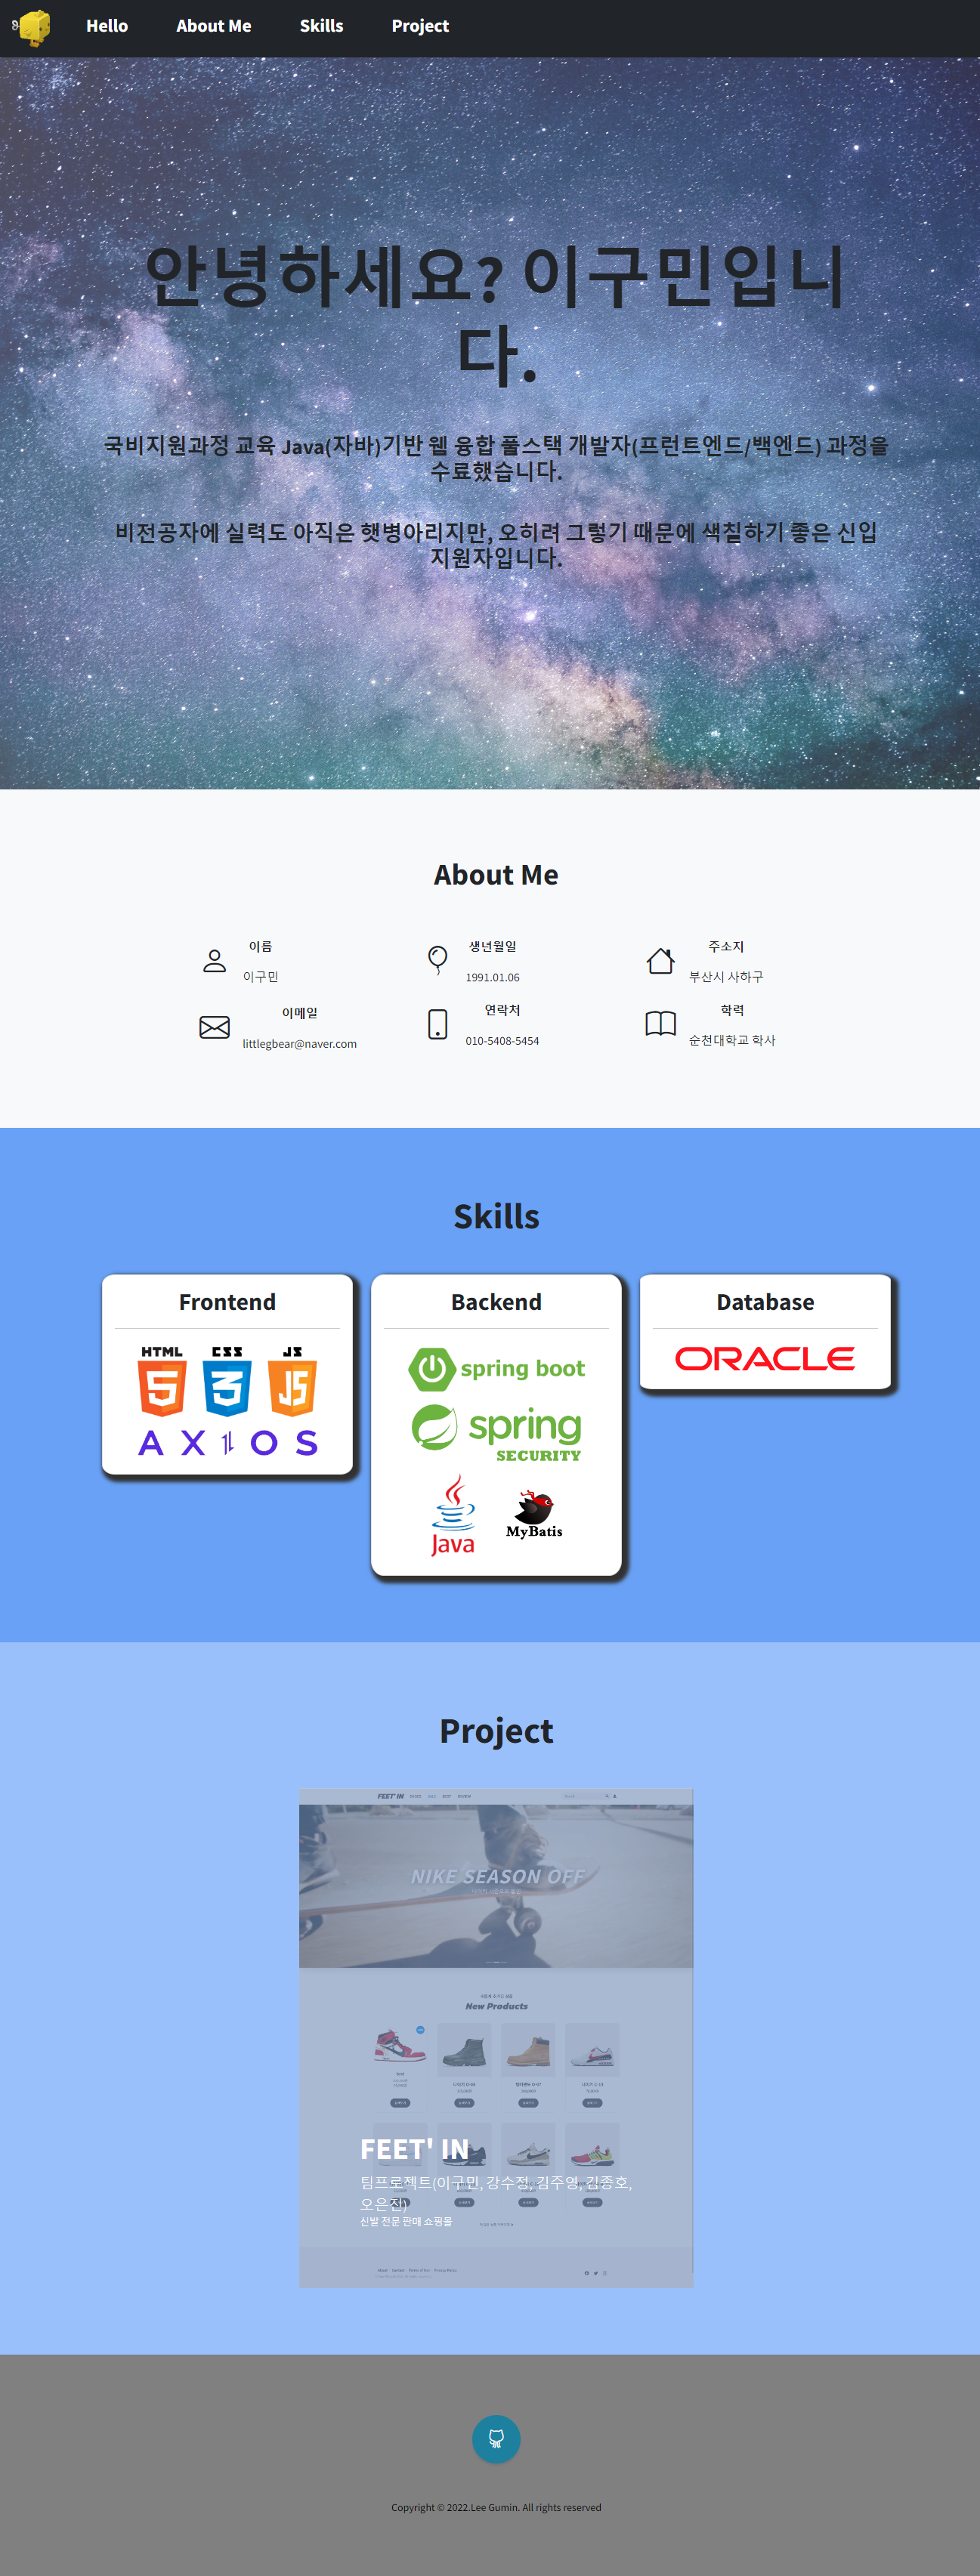 Hello About Me Skills Project
안녕하세요? 이구민입니
다.
국비지원과정 교육 Java(자바)기반 웹 융합 풀스택 개발자(프런트엔드/백엔드) 과정을
수료했습니다.
비전공자에 실력도 아직은 햇병아리지만, 오히려 그렇기 때문에 색칠하기 좋은 신입
지원자입니다.
About Me
이름
이구민
생년월일
1991.01.06
주소지
부산시 사하구
이메일
littlegbear@naver.com
연락처
010-5408-5454
학력
순천대학교 학사
Skills
Frontend
HTML CSS JS
5 3 JS
AXIOS
Backend
spring boot
spring
SECURITY
Java
MyBatis
Database
ORACLE
Project
FEET' IN
NIKE SEASON OFF
New Products
FEET' IN
팀프로젝트(이구민, 강수정, 김주영, 김종호,
오은진)
신발 전문 판매 쇼핑몰
Copyright © 2022.Lee Gumin. All rights reserved